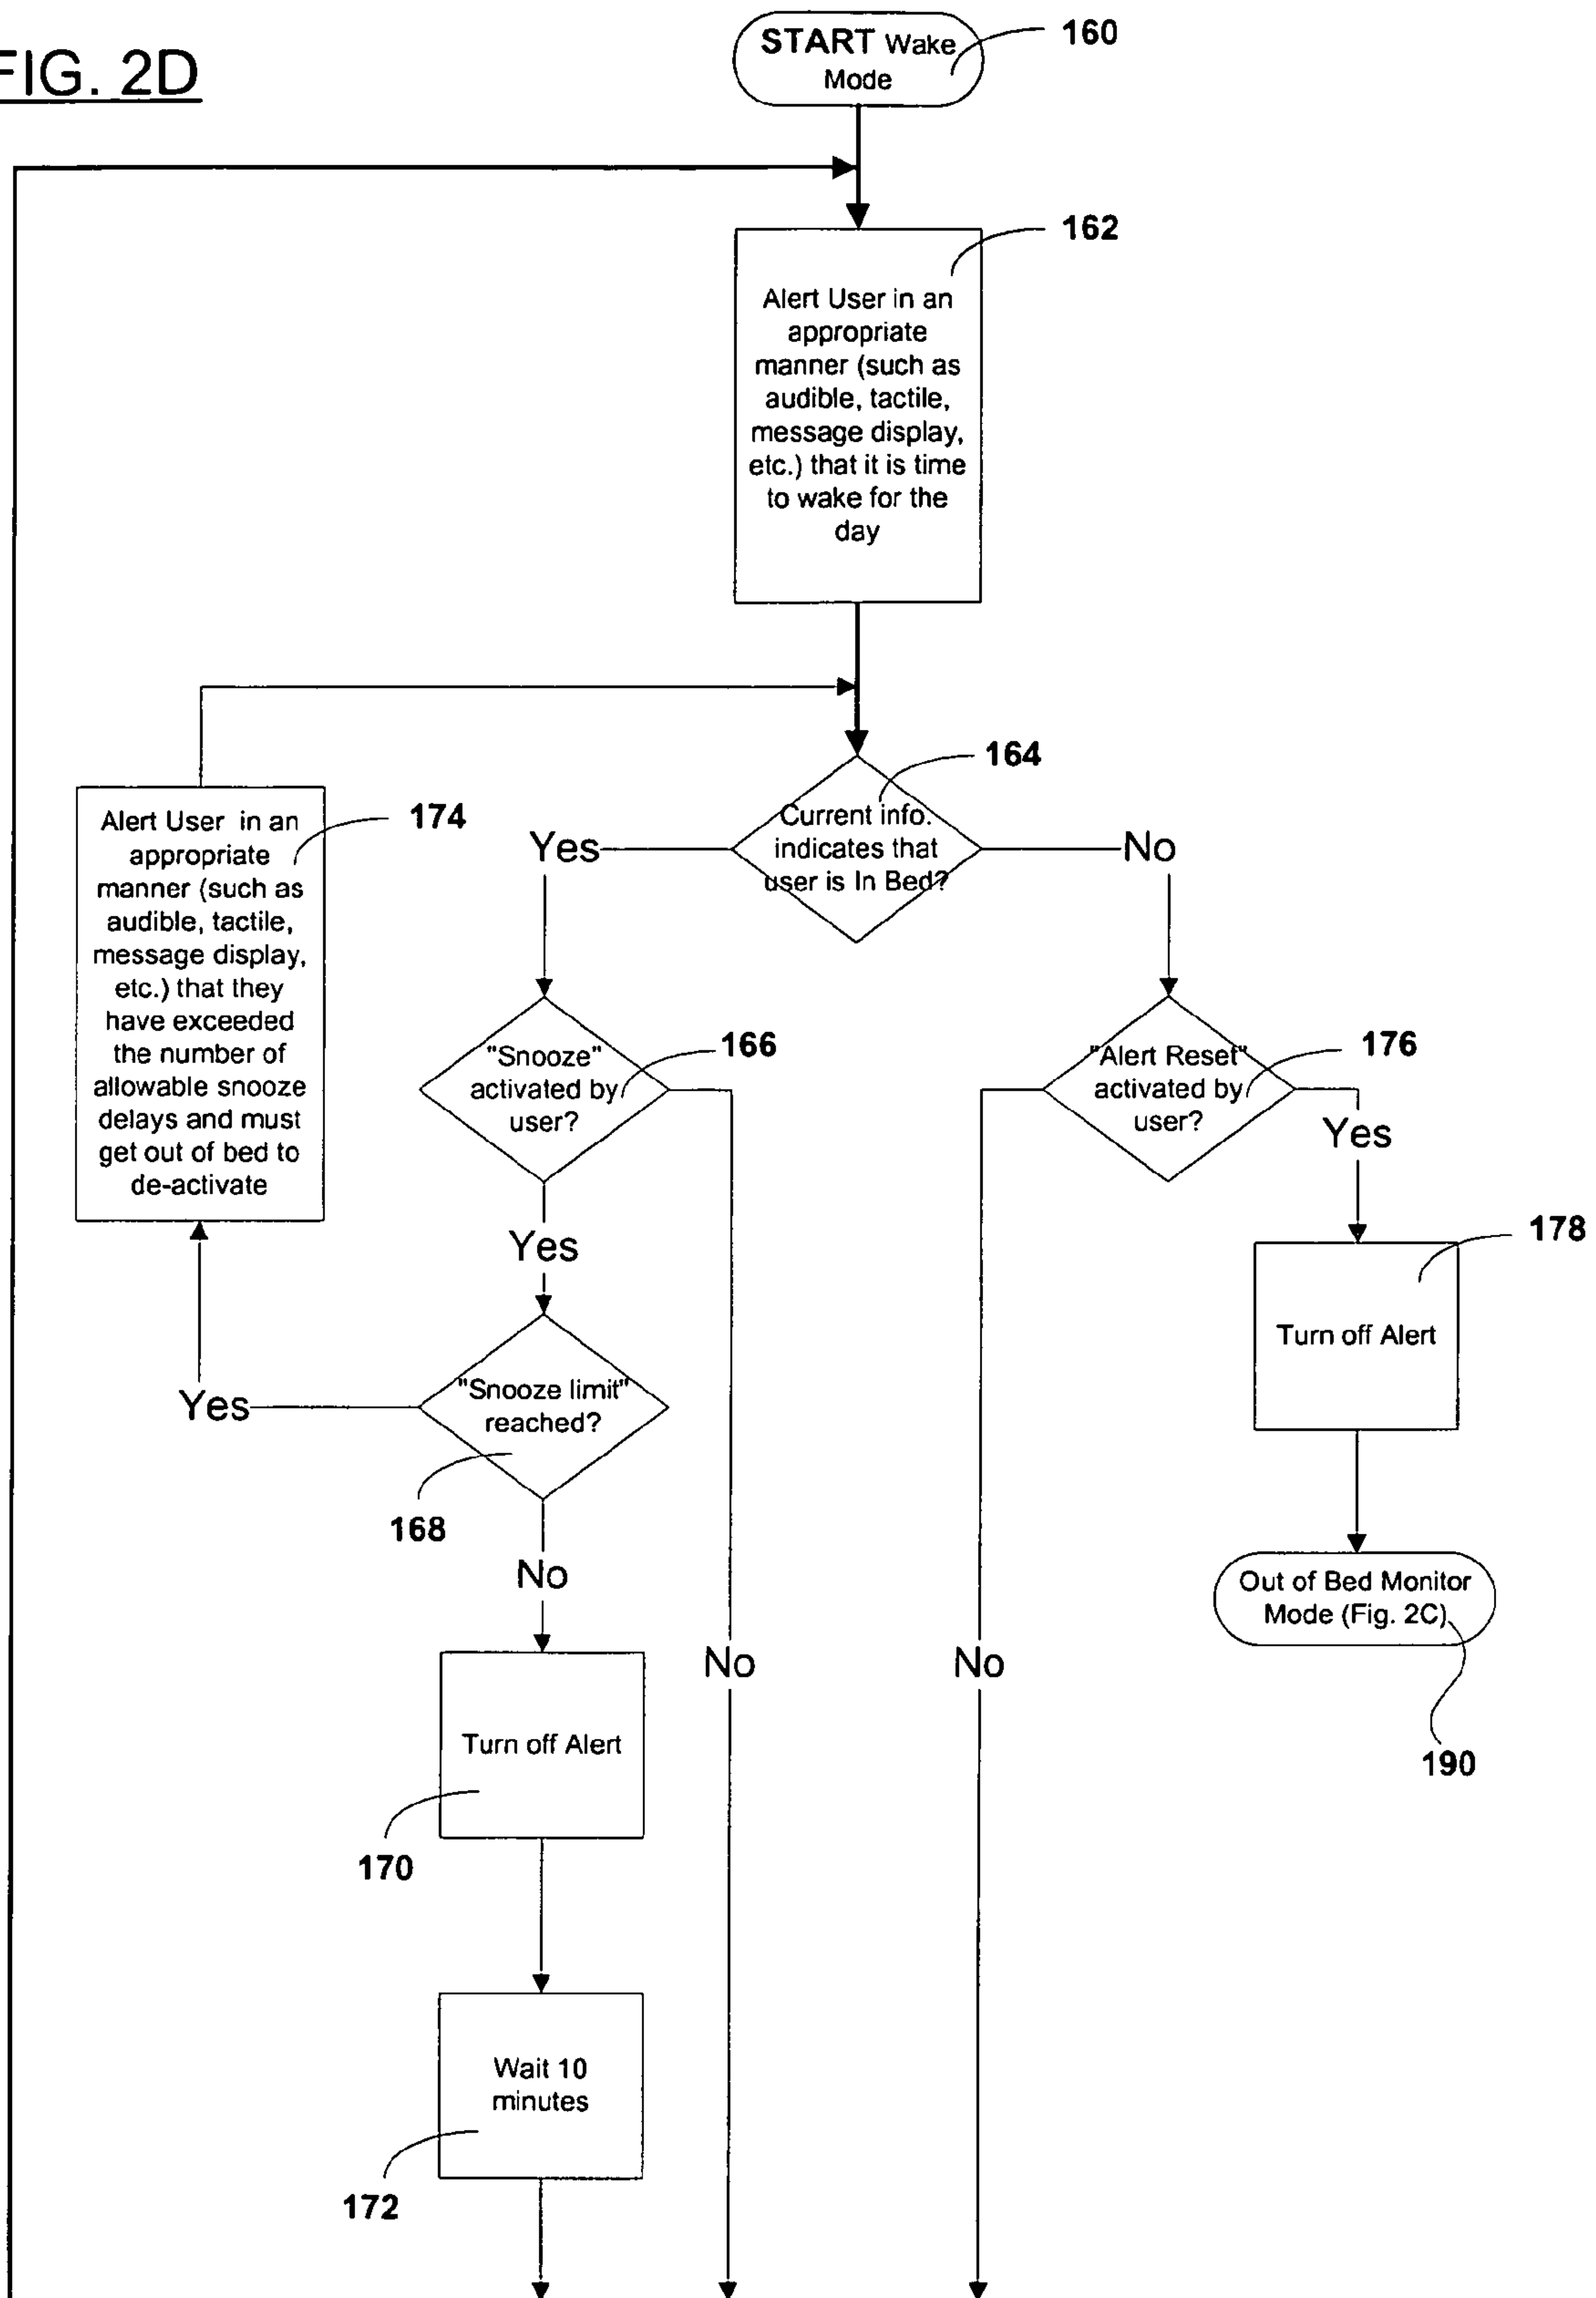 FIG. 2D
START Wake
Mode
160
162
Alert User in an
appropriate
manner (such as
audible, tactile,
message display,
etc.) that it is time
to wake for the
day
164
Current info.
indicates that
user is In Bed?
Yes
No
174
Alert User in an
appropriate
manner (such as
audible, tactile,
message display,
etc.) that they
have exceeded
the number of
allowable snooze
delays and must
get out of bed to
de-activate
166
"Snooze"
activated by
user?
176
"Alert Reset"
activated by
user?
Yes
Yes
178
Turn off Alert
"Snooze limit"
reached?
Yes
168
No
Out of Bed Monitor
Mode (Fig. 2C)
190
No
No
Turn off Alert
170
Wait 10
minutes
172